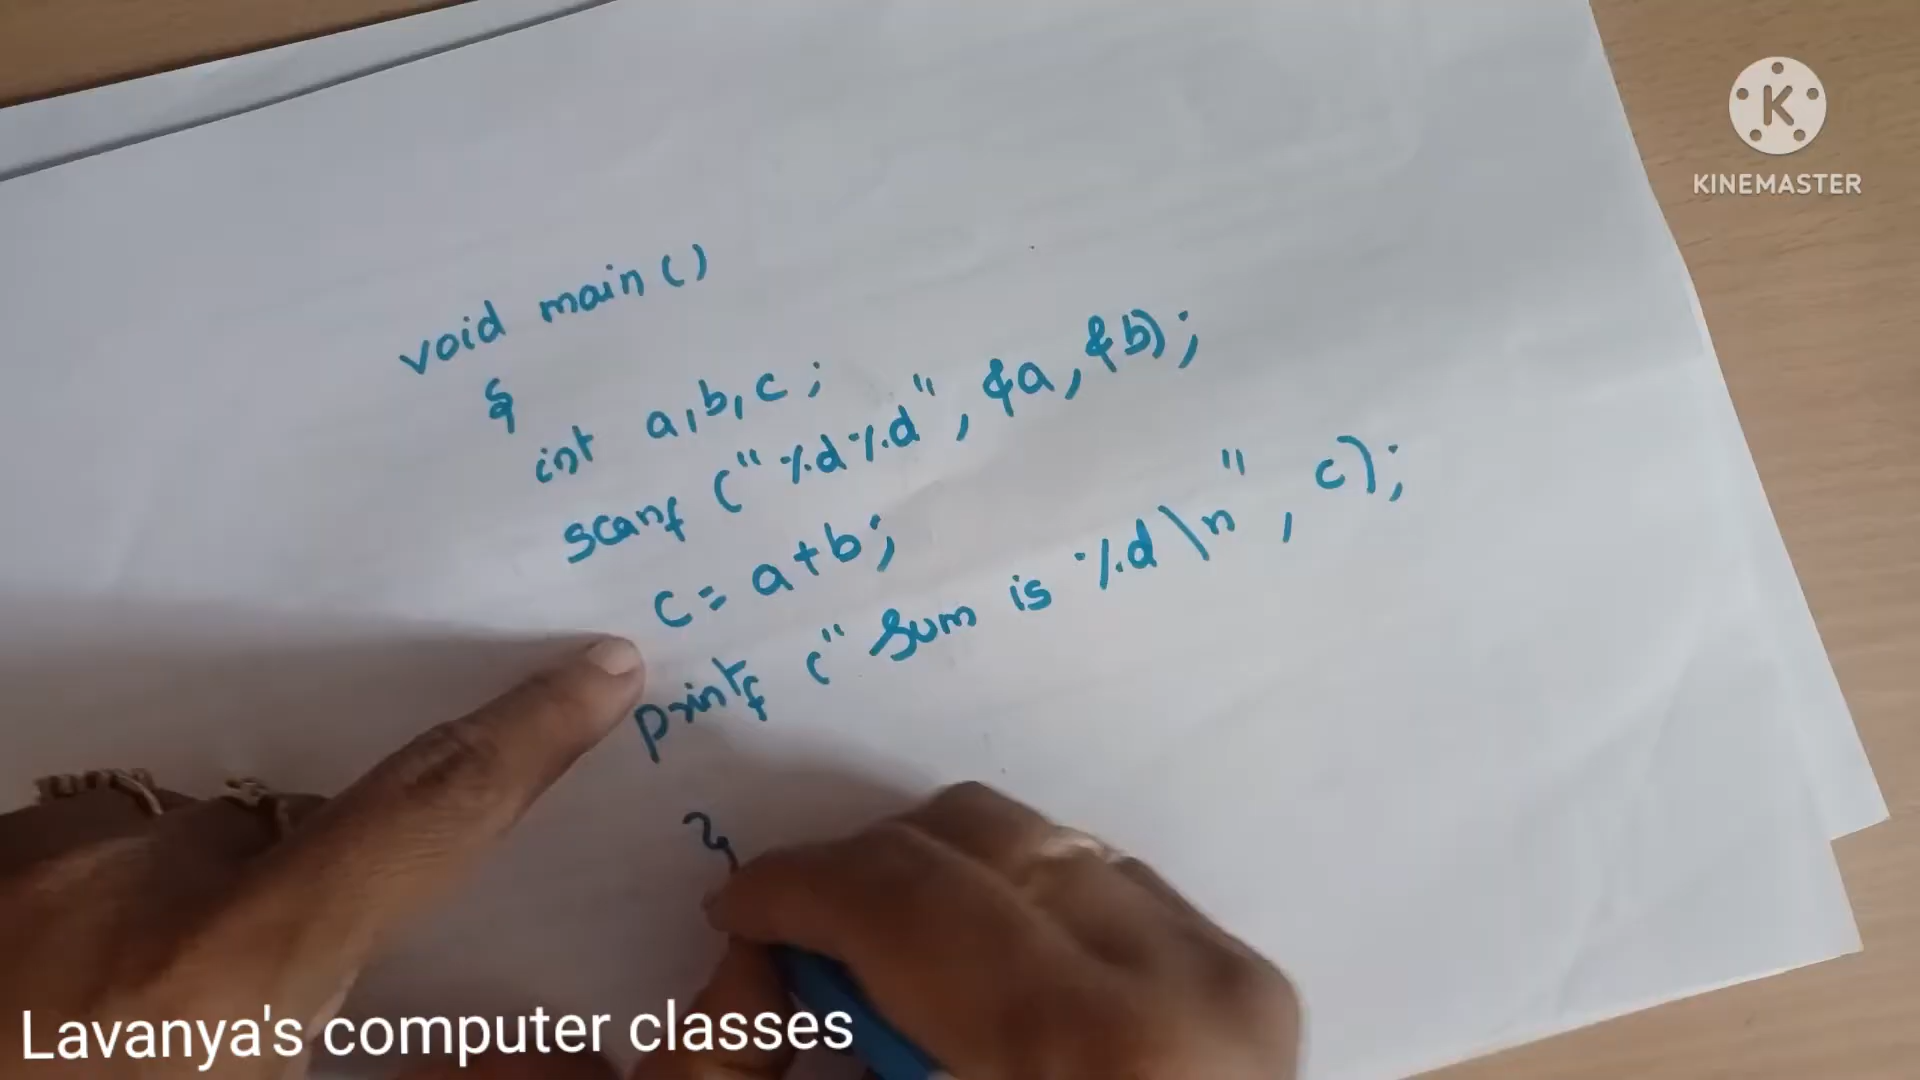 void main()
{
int a,b,c;
scanf ("%d%d", &a, &b);
c = a+b;
printf ("Sum is %d\n", c);
}
KINEMASTER
Lavanya's computer classes